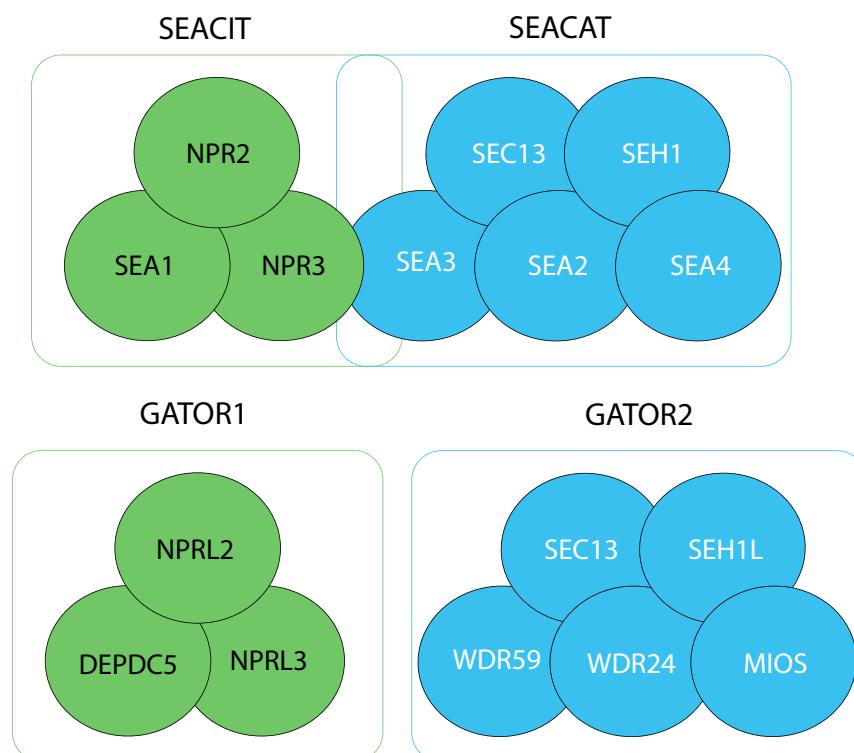 SEACIT SEACAT
NPR2 SEC13 SEH1
SEA1 NPR3 SEA3 SEA2 SEA4
GATOR1 GATOR2
NPRL2 SEC13 SEH1L
DEPDC5 NPRL3 WDR59 WDR24 MIOS